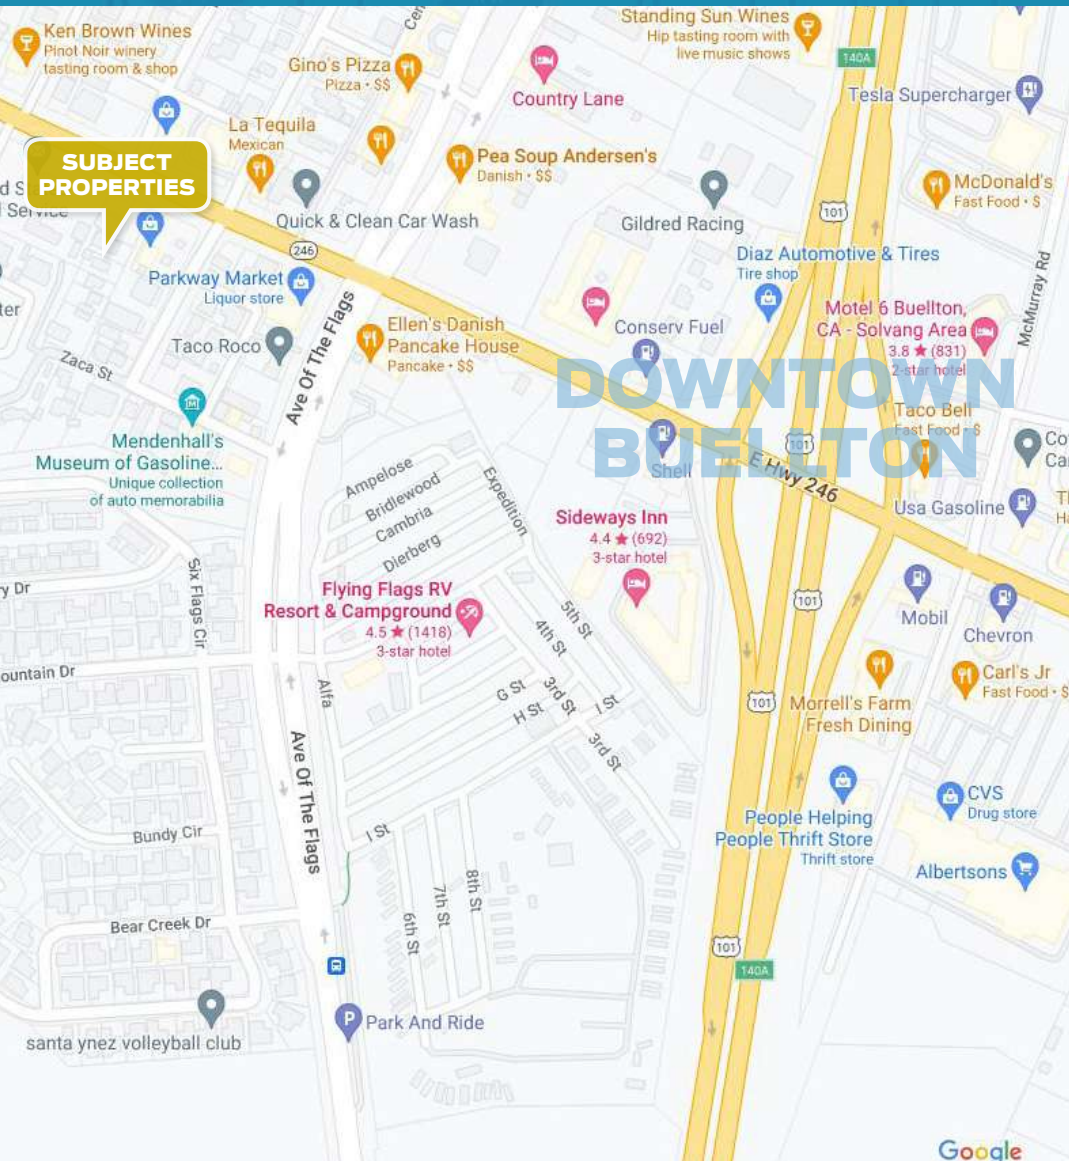 Ken Brown Wines
Pinot Noir winery
tasting room & shop
Gino's Pizza
Pizza • $$
Country Lane
Standing Sun Wines
Hip tasting room with
live music shows
140A
Tesla Supercharger
La Tequila
Mexican
Pea Soup Andersen's
Danish • $$
SUBJECT
PROPERTIES
McDonald's
Fast Food • $
Quick & Clean Car Wash
Gildred Racing
101
246
Diaz Automotive & Tires
Tire shop
McMurray Rd
Parkway Market
Liquor store
Ave Of The Flags
Ellen's Danish
Pancake House
Pancake • $$
Conserv Fuel
Motel 6 Buellton,
CA - Solvang Area
3.8 ★ (831)
2-star hotel
Taco Roco
Zaca St
DOWNTOWN
BUELLTON
Taco Bell
Fast Food • $
Mendenhall's
Museum of Gasoline...
Unique collection
of auto memorabilia
Shell
101
E Hwy 246
Usa Gasoline
Ampelose
Bridlewood
Cambria
Dierberg
Expedition
Sideways Inn
4.4 ★ (692)
3-star hotel
Six Flags Cir
Flying Flags RV
Resort & Campground
4.5 ★ (1418)
3-star hotel
5th St
4th St
101
Mobil
Chevron
Alfa
G St
H St
3rd St
I St
3rd St
101
Morrell's Farm
Fresh Dining
Carl's Jr
Fast Food • $
Ave Of The Flags
People Helping
People Thrift Store
Thrift store
CVS
Drug store
Bundy Cir
I St
Albertsons
8th St
7th St
6th St
Bear Creek Dr
101
140A
P
Park And Ride
santa ynez volleyball club
Google